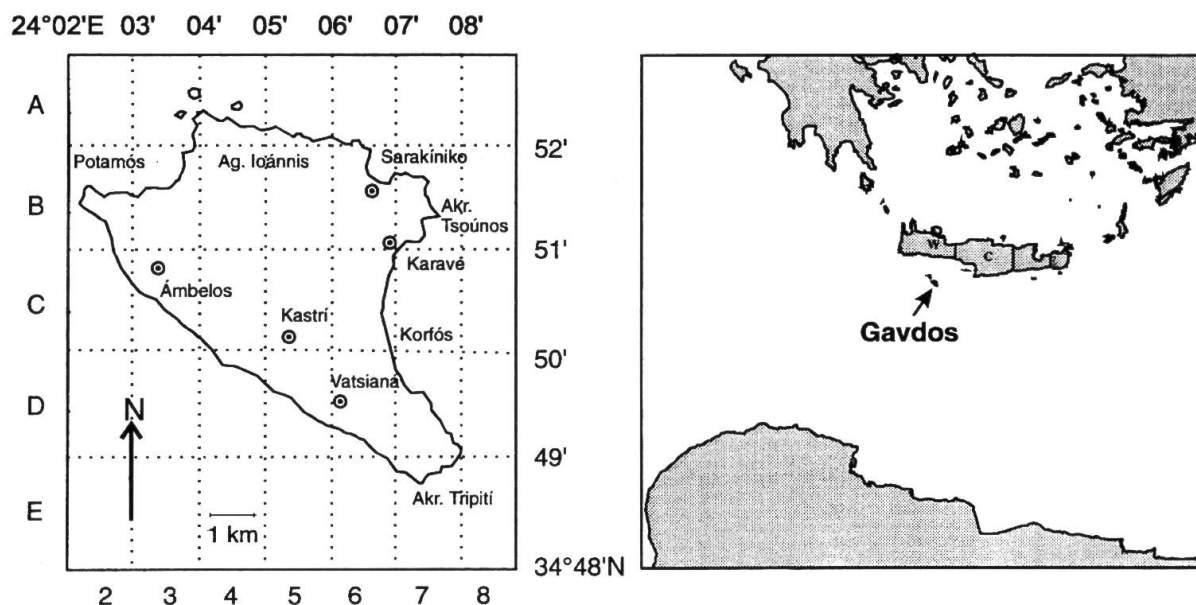 24°02'E 03' 04' 05' 06' 07' 08'
A
52'
Potamós
Ag. Ioánnis
Sarakíniko
B
Akr.
Tsoúnos
51'
Karavé
Ámbelos
C
Kastrí
Korfós
50'
Vatsianá
D
N
49'
Akr. Tripití
E
1 km
34°48'N
2 3 4 5 6 7 8
W
C
Gavdos